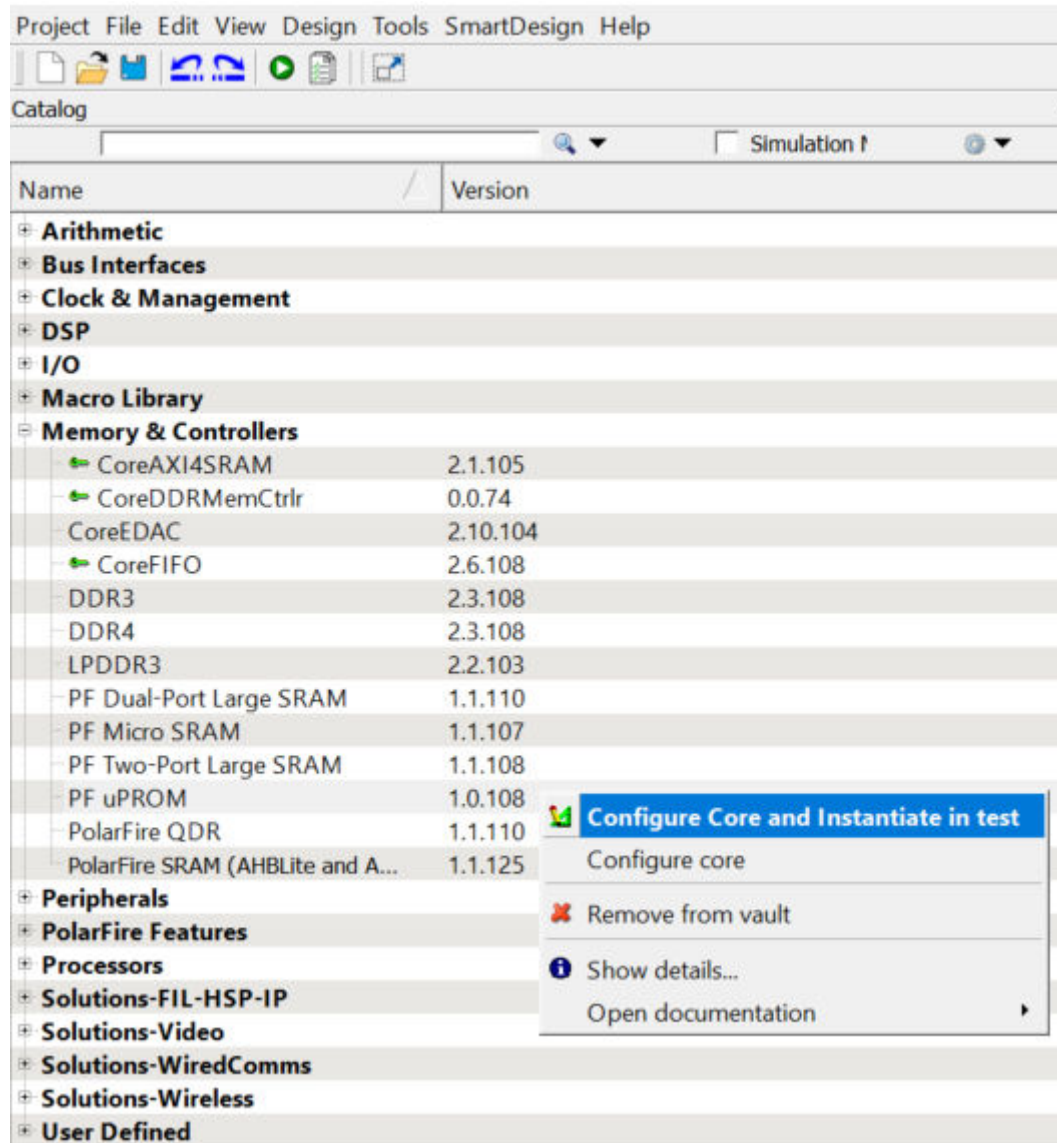 Project File Edit View Design Tools SmartDesign Help
Catalog
Simulation
Name Version
Arithmetic
Bus Interfaces
Clock & Management
DSP
I/O
Macro Library
Memory & Controllers
CoreAXI4SRAM 2.1.105
CoreDDRMemCtrlr 0.0.74
CoreEDAC 2.10.104
CoreFIFO 2.6.108
DDR3 2.3.108
DDR4 2.3.108
LPDDR3 2.2.103
PF Dual-Port Large SRAM 1.1.110
PF Micro SRAM 1.1.107
PF Two-Port Large SRAM 1.1.108
PF uPROM 1.0.108
PolarFire QDR 1.1.110
PolarFire SRAM (AHBLite and A... 1.1.125
Peripherals
PolarFire Features
Processors
Solutions-FIL-HSP-IP
Solutions-Video
Solutions-WiredComms
Solutions-Wireless
User Defined
Configure Core and Instantiate in test
Configure core
Remove from vault
Show details...
Open documentation